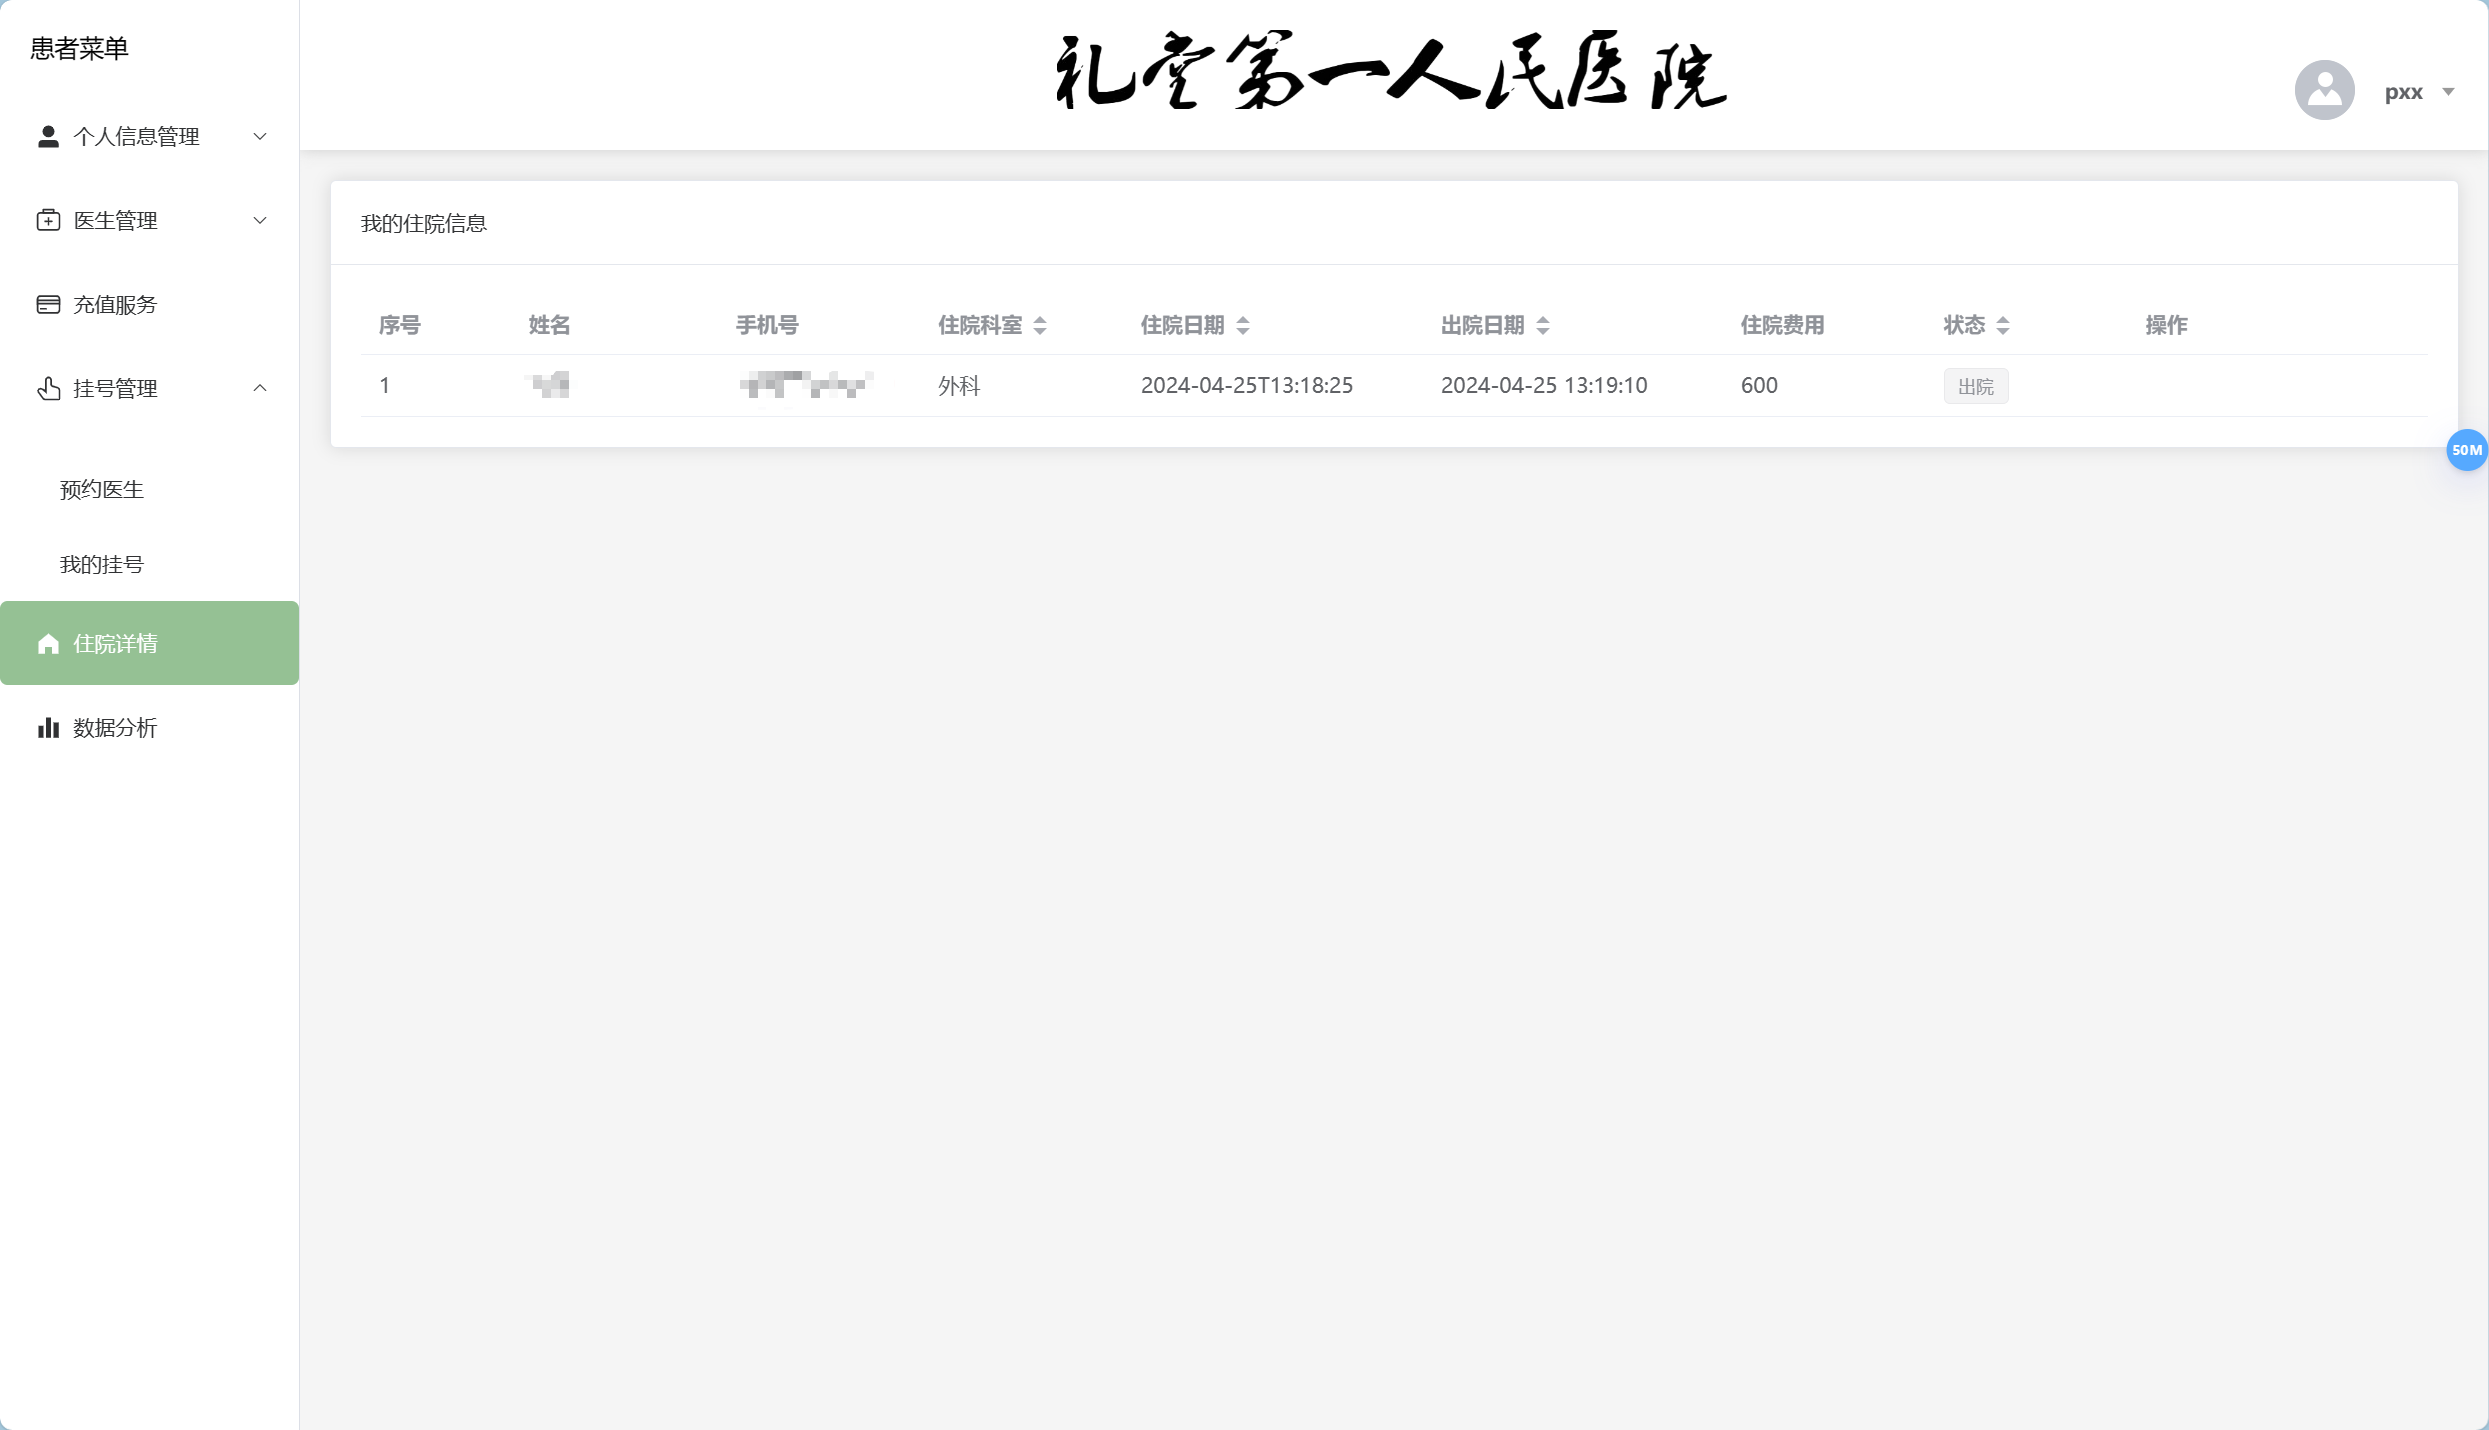 患者菜单
个人信息管理
医生管理
充值服务
挂号管理
预约医生
我的挂号
住院详情
数据分析
礼堂第一人民医院
pxx
我的住院信息
序号 姓名 手机号 住院科室 住院日期 出院日期 住院费用 状态 操作
1 外科 2024-04-25T13:18:25 2024-04-25 13:19:10 600 出院
50M